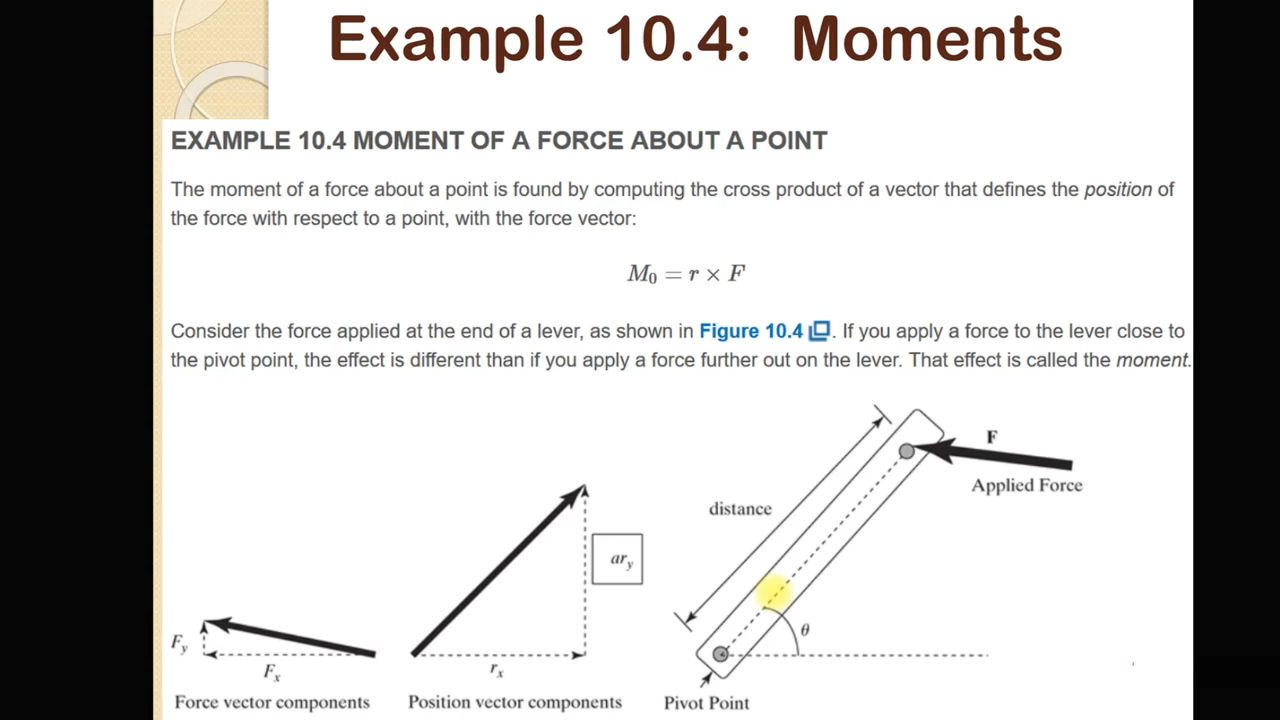 Example 10.4: Moments
EXAMPLE 10.4 MOMENT OF A FORCE ABOUT A POINT
The moment of a force about a point is found by computing the cross product of a vector that defines the position of
the force with respect to a point, with the force vector:
M₀ = r × F
Consider the force applied at the end of a lever, as shown in Figure 10.4. If you apply a force to the lever close to
the pivot point, the effect is different than if you apply a force further out on the lever. That effect is called the moment.
F
Applied Force
distance
ar_y
θ
F_y
F_x
r_x
Force vector components
Position vector components
Pivot Point